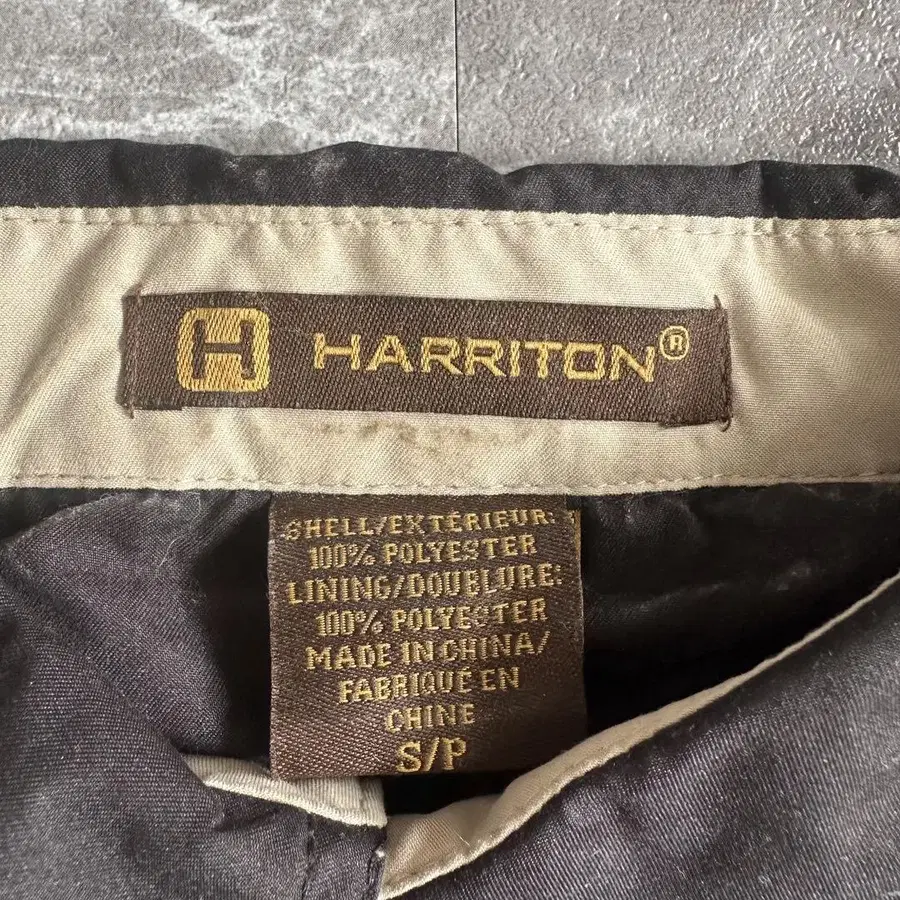 H HARRITON®
SHELL/EXTÉRIEUR:
100% POLYESTER
LINING/DOUBLURE:
100% POLYESTER
MADE IN CHINA/
FABRIQUÉ EN
CHINE
S/P